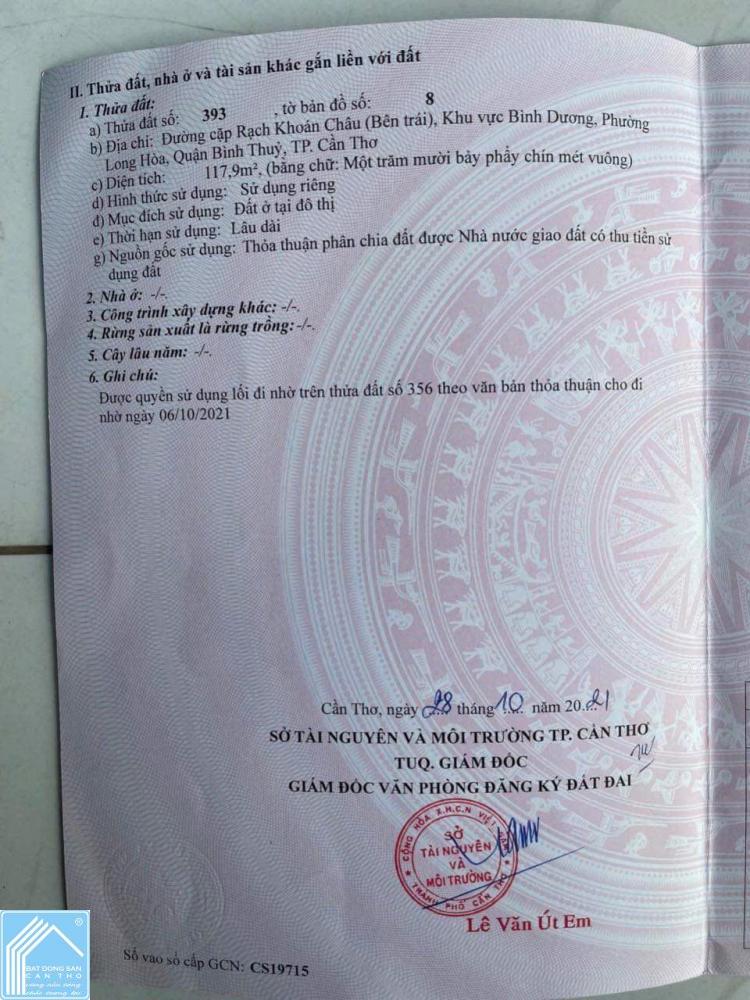 II. Thửa đất, nhà ở và tài sản khác gắn liền với đất
1. Thửa đất:
a) Thửa đất số: 393 , tờ bản đồ số: 8
b) Địa chỉ: Đường cặp Rạch Khoán Châu (Bên trái), Khu vực Bình Dương, Phường
Long Hòa, Quận Bình Thuỷ, TP. Cần Thơ
c) Diện tích: 117,9m², (bằng chữ: Một trăm mười bảy phẩy chín mét vuông)
d) Hình thức sử dụng: Sử dụng riêng
đ) Mục đích sử dụng: Đất ở tại đô thị
e) Thời hạn sử dụng: Lâu dài
g) Nguồn gốc sử dụng: Thỏa thuận phân chia đất được Nhà nước giao đất có thu tiền sử
dụng đất
2. Nhà ở: -/-.
3. Công trình xây dựng khác: -/-.
4. Rừng sản xuất là rừng trồng: -/-.
5. Cây lâu năm: -/-.
6. Ghi chú:
Được quyền sử dụng lối đi nhờ trên thửa đất số 356 theo văn bản thỏa thuận cho đi
nhờ ngày 06/10/2021
Cần Thơ, ngày 28 tháng 10 năm 2021
SỞ TÀI NGUYÊN VÀ MÔI TRƯỜNG TP. CẦN THƠ
TUQ. GIÁM ĐỐC
GIÁM ĐỐC VĂN PHÒNG ĐĂNG KÝ ĐẤT ĐAI
CỘNG HÒA X.H.C.N VIỆT
SỞ
TÀI NGUYÊN
VÀ
MÔI TRƯỜNG
THÀNH PHỐ CẦN THƠ
Lê Văn Út Em
Số vào sổ cấp GCN: CS19715
BAT DONG SAN
CAN THO